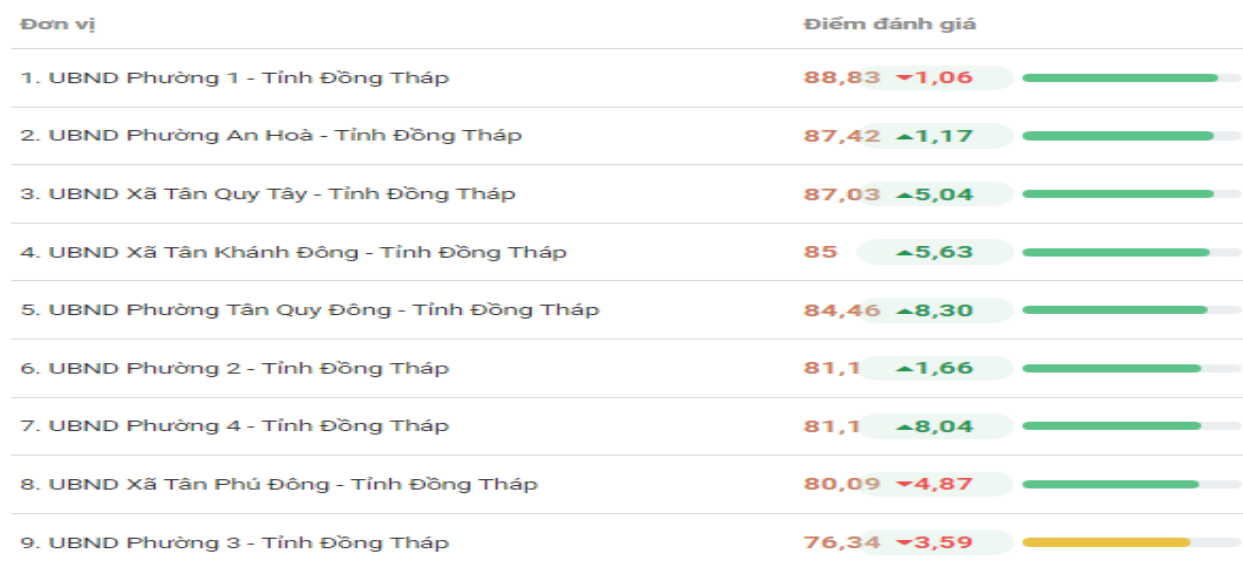 Đơn vị Điểm đánh giá
1. UBND Phường 1 - Tỉnh Đồng Tháp 88,83 1,06
2. UBND Phường An Hoà - Tỉnh Đồng Tháp 87,42 1,17
3. UBND Xã Tân Quy Tây - Tỉnh Đồng Tháp 87,03 5,04
4. UBND Xã Tân Khánh Đông - Tỉnh Đồng Tháp 85 5,63
5. UBND Phường Tân Quy Đông - Tỉnh Đồng Tháp 84,46 8,30
6. UBND Phường 2 - Tỉnh Đồng Tháp 81,1 1,66
7. UBND Phường 4 - Tỉnh Đồng Tháp 81,1 8,04
8. UBND Xã Tân Phú Đông - Tỉnh Đồng Tháp 80,09 4,87
9. UBND Phường 3 - Tỉnh Đồng Tháp 76,34 3,59